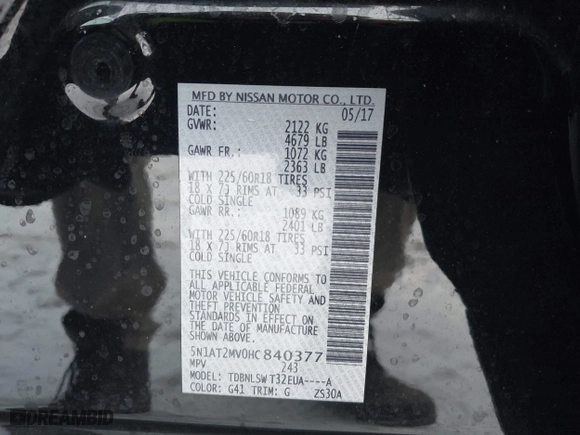 MFD BY NISSAN MOTOR CO., LTD.
DATE: 05/17
GVWR: 2122 KG
4679 LB
GAWR FR: 1072 KG
2363 LB
WITH 225/60R18 TIRES
18 X 7J RIMS AT 33 PSI
COLD SINGLE
GAWR RR: 1089 KG
2401 LB
WITH 225/60R18 TIRES
18 X 7J RIMS AT 33 PSI
COLD SINGLE
THIS VEHICLE CONFORMS TO
ALL APPLICABLE FEDERAL
MOTOR VEHICLE SAFETY AND
THEFT PREVENTION
STANDARDS IN EFFECT ON
THE DATE OF MANUFACTURE
SHOWN ABOVE.
5N1AT2MV0HC840377
MPV 243
MODEL: TDBNLSW T32EUA----A
COLOR: G41 TRIM: G ZS30A
DREAMBID